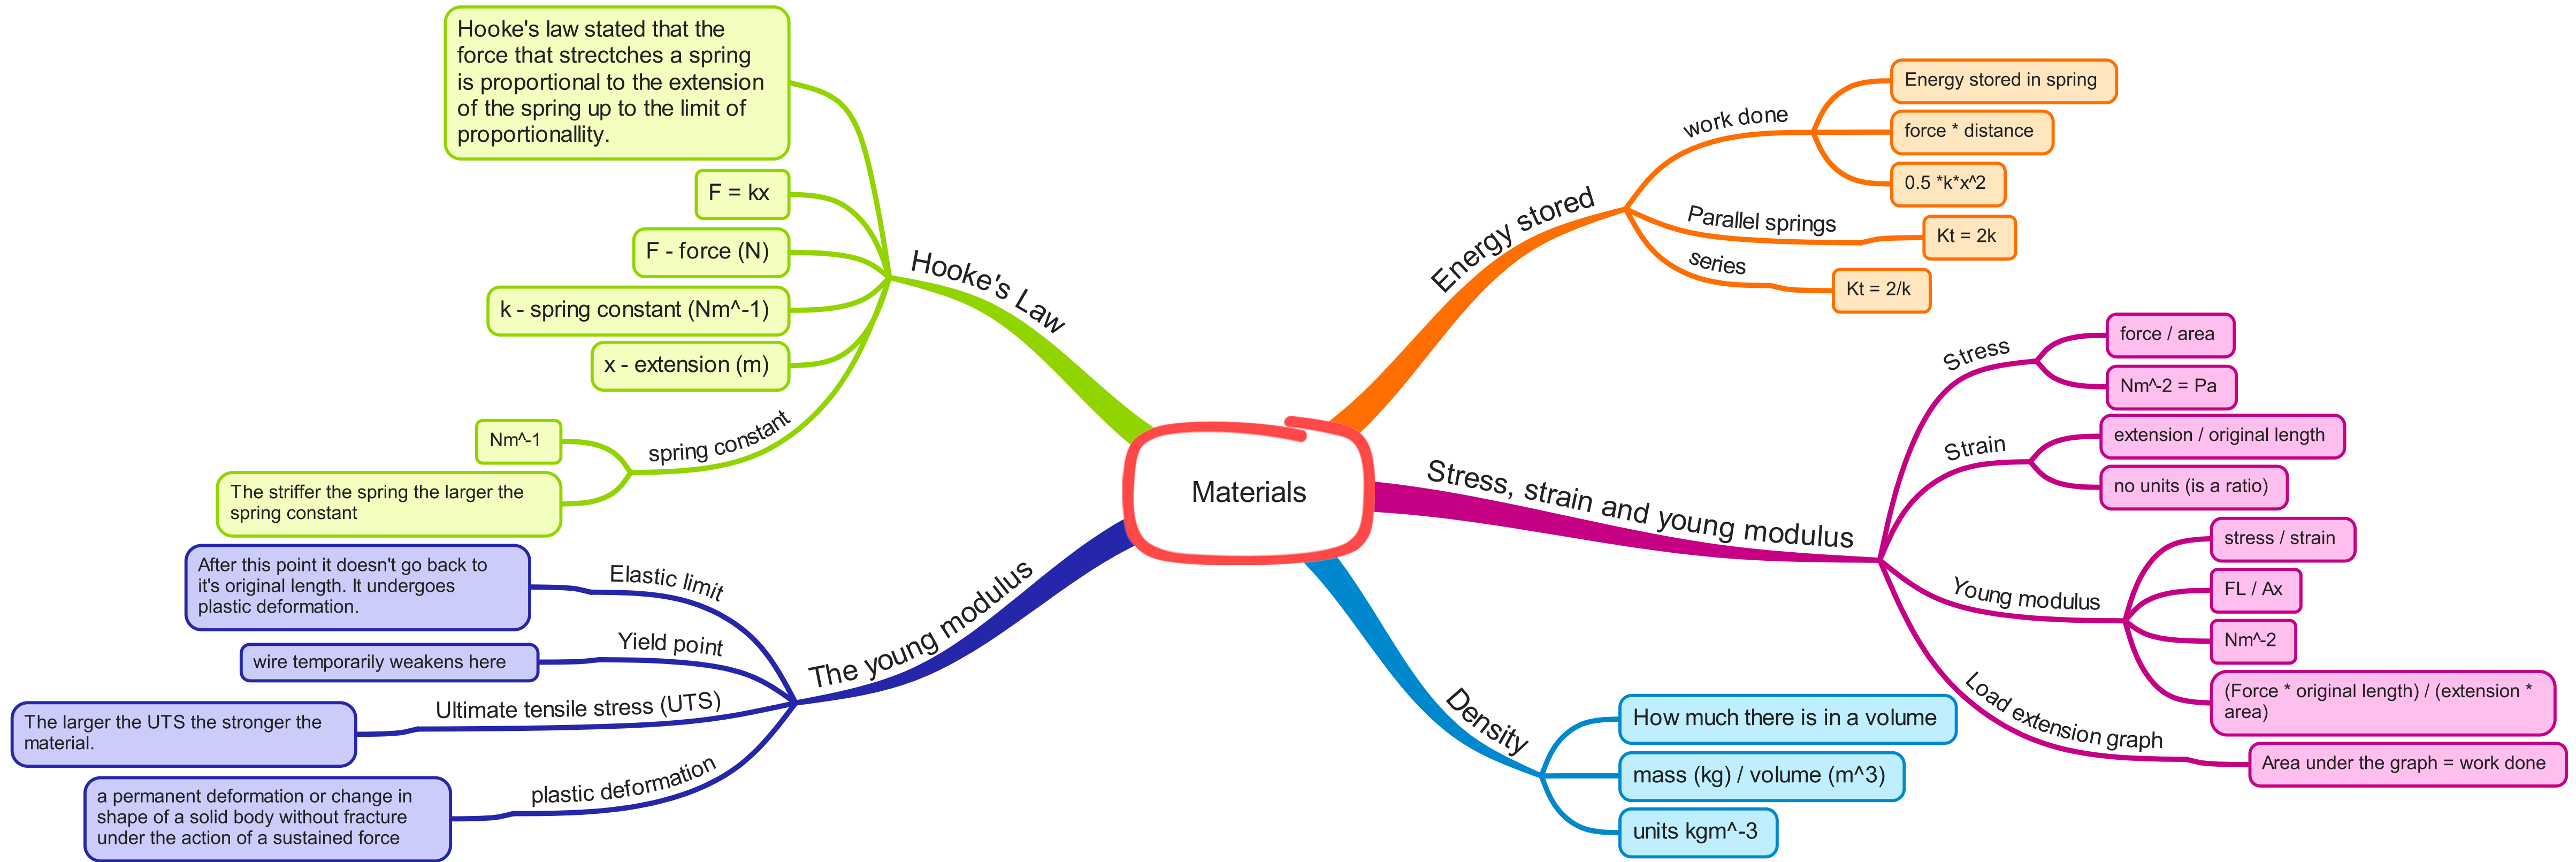 Materials
Hooke's Law
Hooke's law stated that the
force that strectches a spring
is proportional to the extension
of the spring up to the limit of
proportionallity.
F = kx
F - force (N)
k - spring constant (Nm^-1)
x - extension (m)
spring constant
Nm^-1
The striffer the spring the larger the
spring constant
The young modulus
Elastic limit
After this point it doesn't go back to
it's original length. It undergoes
plastic deformation.
Yield point
wire temporarily weakens here
Ultimate tensile stress (UTS)
The larger the UTS the stronger the
material.
plastic deformation
a permanent deformation or change in
shape of a solid body without fracture
under the action of a sustained force
Energy stored
work done
Energy stored in spring
force * distance
0.5 *k*x^2
Parallel springs
Kt = 2k
series
Kt = 2/k
Stress, strain and young modulus
Stress
force / area
Nm^-2 = Pa
Strain
extension / original length
no units (is a ratio)
Young modulus
stress / strain
FL / Ax
Nm^-2
(Force * original length) / (extension *
area)
Load extension graph
Area under the graph = work done
Density
How much there is in a volume
mass (kg) / volume (m^3)
units kgm^-3